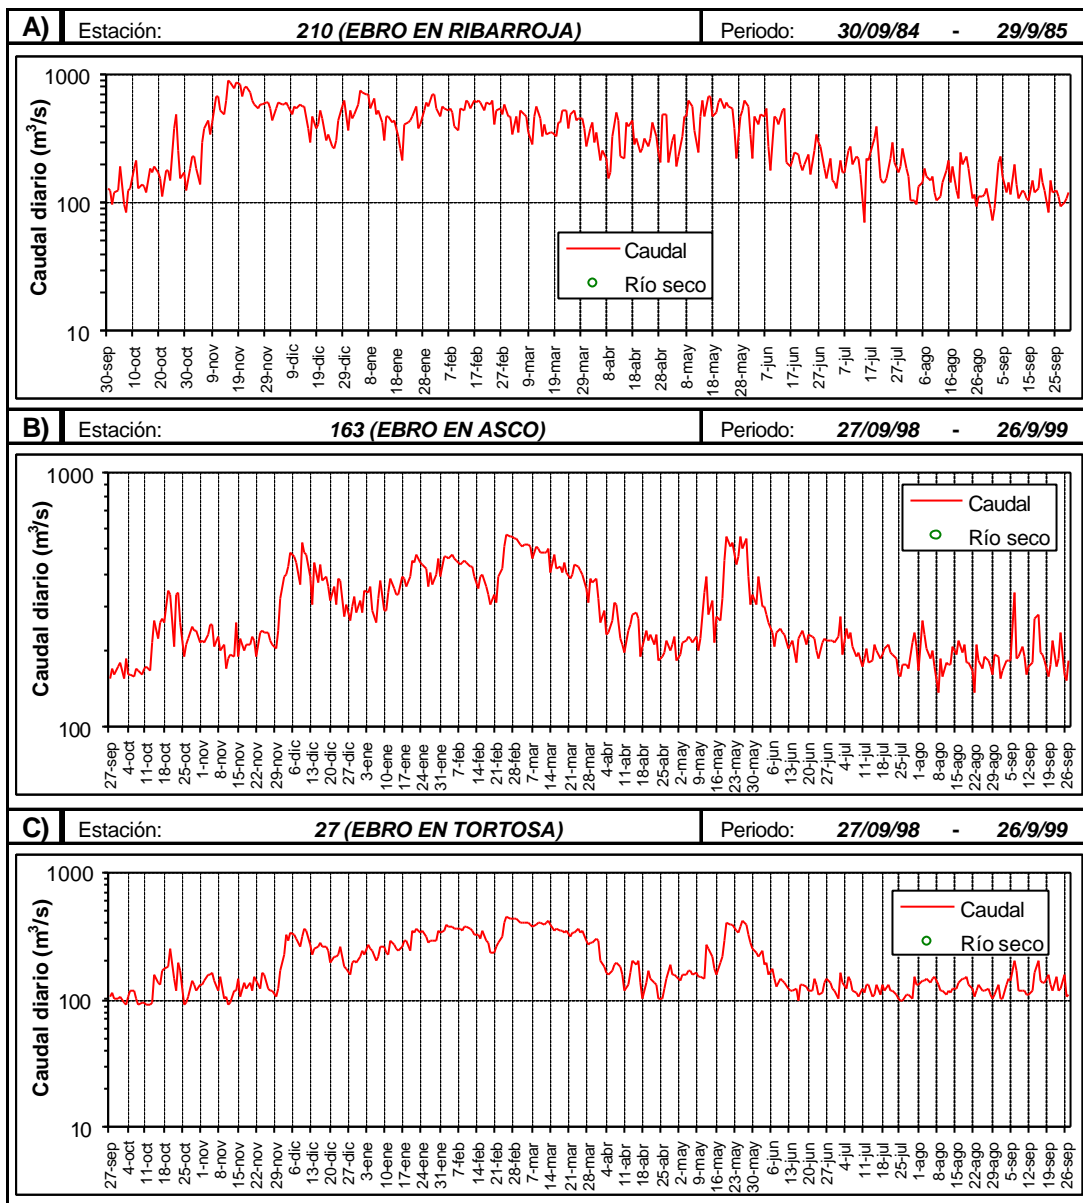 A) Estación: 210 (EBRO EN RIBARROJA) Periodo: 30/09/84 - 29/9/85
Caudal diario (m³/s)
1000
100
10
Caudal
Río seco
30-sep 10-oct 20-oct 30-oct 9-nov 19-nov 29-nov 9-dic 19-dic 29-dic 8-ene 18-ene 28-ene 7-feb 17-feb 27-feb 9-mar 19-mar 29-mar 8-abr 18-abr 28-abr 8-may 18-may 28-may 7-jun 17-jun 27-jun 7-jul 17-jul 27-jul 6-ago 16-ago 26-ago 5-sep 15-sep 25-sep
B) Estación: 163 (EBRO EN ASCO) Periodo: 27/09/98 - 26/9/99
Caudal diario (m³/s)
1000
100
Caudal
Río seco
27-sep 4-oct 11-oct 18-oct 25-oct 1-nov 8-nov 15-nov 22-nov 29-nov 6-dic 13-dic 20-dic 27-dic 3-ene 10-ene 17-ene 24-ene 31-ene 7-feb 14-feb 21-feb 28-feb 7-mar 14-mar 21-mar 28-mar 4-abr 11-abr 18-abr 25-abr 2-may 9-may 16-may 23-may 30-may 6-jun 13-jun 20-jun 27-jun 4-jul 11-jul 18-jul 25-jul 1-ago 8-ago 15-ago 22-ago 29-ago 5-sep 12-sep 19-sep 26-sep
C) Estación: 27 (EBRO EN TORTOSA) Periodo: 27/09/98 - 26/9/99
Caudal diario (m³/s)
1000
100
10
Caudal
Río seco
27-sep 4-oct 11-oct 18-oct 25-oct 1-nov 8-nov 15-nov 22-nov 29-nov 6-dic 13-dic 20-dic 27-dic 3-ene 10-ene 17-ene 24-ene 31-ene 7-feb 14-feb 21-feb 28-feb 7-mar 14-mar 21-mar 28-mar 4-abr 11-abr 18-abr 25-abr 2-may 9-may 16-may 23-may 30-may 6-jun 13-jun 20-jun 27-jun 4-jul 11-jul 18-jul 25-jul 1-ago 8-ago 15-ago 22-ago 29-ago 5-sep 12-sep 19-sep 26-sep